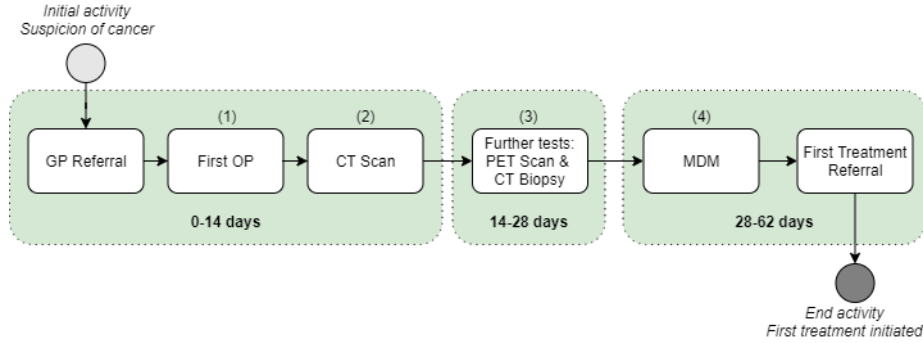 Initial activity
Suspicion of cancer
GP Referral
(1)
First OP
(2)
CT Scan
0-14 days
(3)
Further tests:
PET Scan &
CT Biopsy
14-28 days
(4)
MDM
First Treatment
Referral
28-62 days
End activity
First treatment initiated